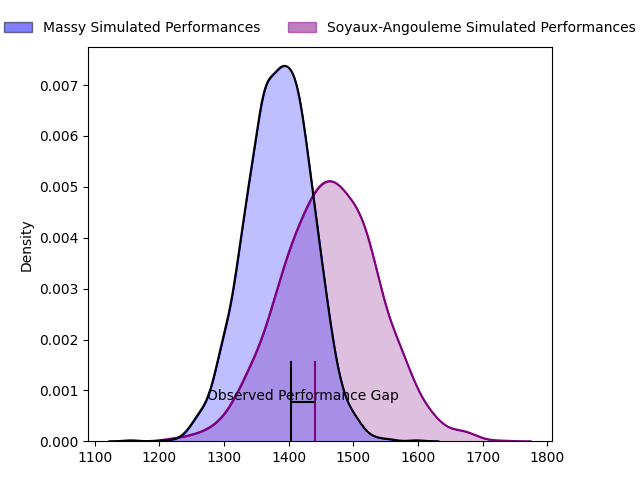 Massy Simulated Performances Soyaux-Angouleme Simulated Performances
0.007
0.006
0.005
0.004
0.003
0.002
0.001
0.000
Density
Observed Performance Gap
1100 1200 1300 1400 1500 1600 1700 1800